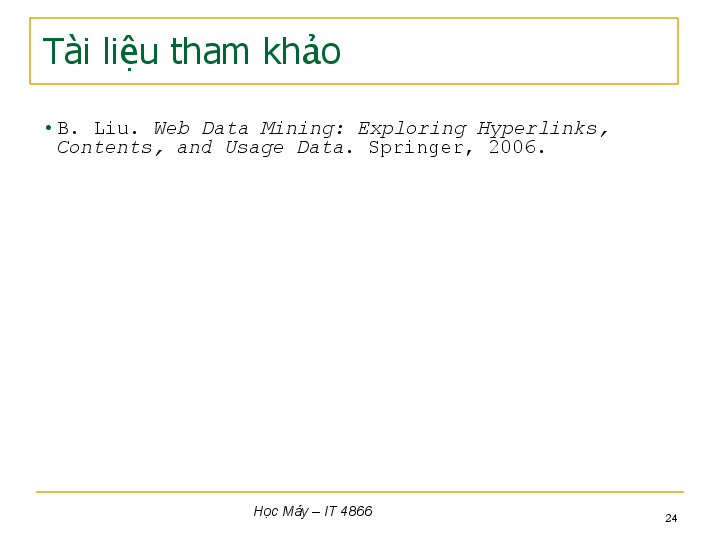 Tài liệu tham khảo
• B. Liu. Web Data Mining: Exploring Hyperlinks,
Contents, and Usage Data. Springer, 2006.
Học Máy – IT 4866
24